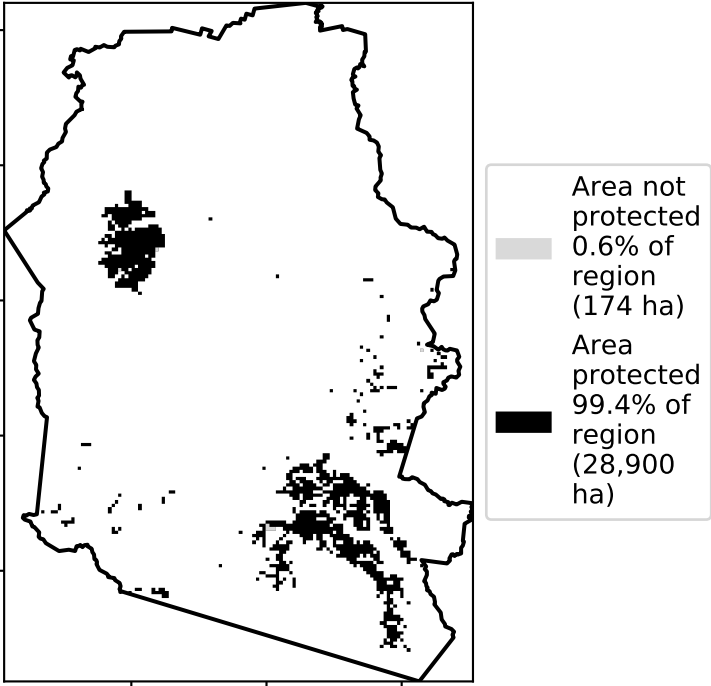 Area not
protected
0.6% of
region
(174 ha)
Area
protected
99.4% of
region
(28,900
ha)